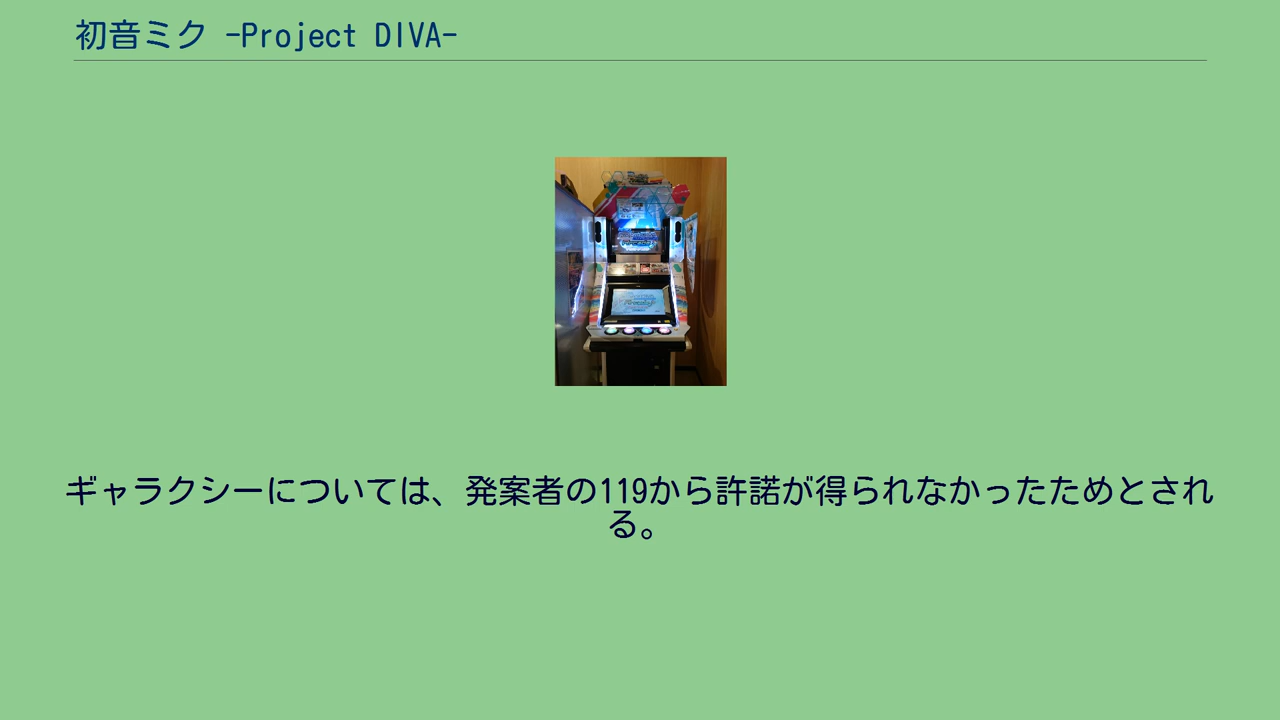 初音ミク -Project DIVA-
ギャラクシーについては、発案者の119から許諾が得られなかったためとされ
る。